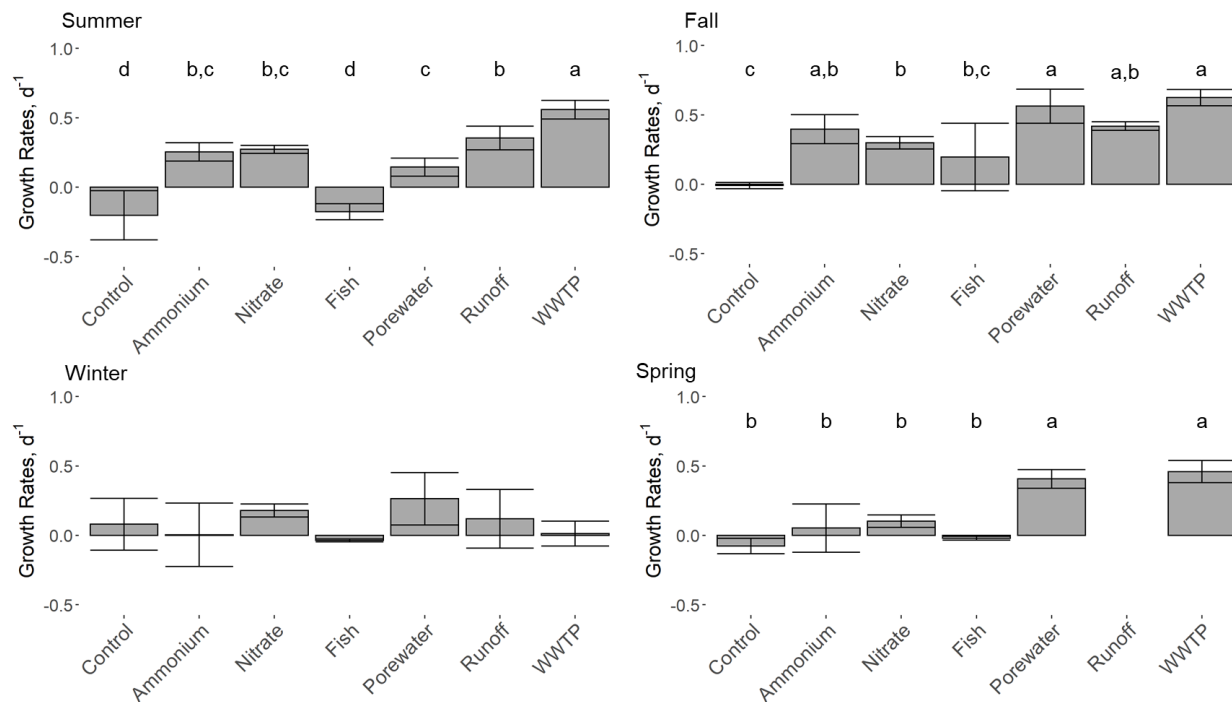 Summer
1.0
0.5
0.0
-0.5
Growth Rates, d-1
d b,c b,c d c b a
Control Ammonium Nitrate Fish Porewater Runoff WWTP
Fall
1.0
0.5
0.0
-0.5
Growth Rates, d-1
c a,b b b,c a a,b a
Control Ammonium Nitrate Fish Porewater Runoff WWTP
Winter
1.0
0.5
0.0
-0.5
Growth Rates, d-1
Control Ammonium Nitrate Fish Porewater Runoff WWTP
Spring
1.0
0.5
0.0
-0.5
Growth Rates, d-1
b b b b a a
Control Ammonium Nitrate Fish Porewater Runoff WWTP